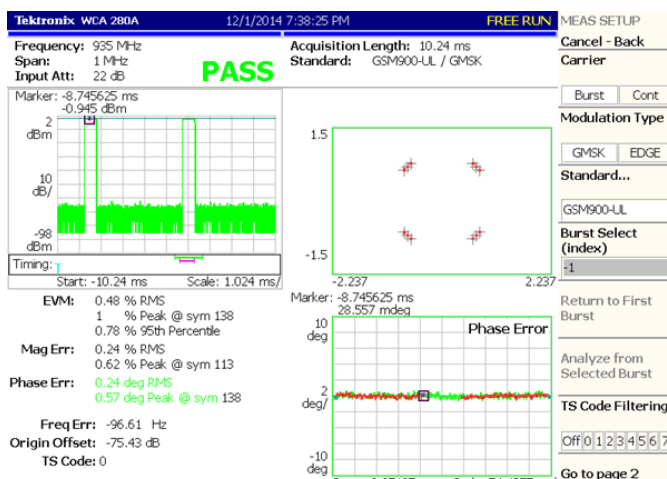 Tektronix WCA 280A 12/1/2014 7:38:25 PM FREE RUN
MEAS SETUP
Cancel - Back
Frequency: 935 MHz
Span: 1 MHz
Input Att: 22 dB
PASS
Acquisition Length: 10.24 ms
Standard: GSM900-UL / GMSK
Carrier
Burst Cont
Modulation Type
GMSK EDGE
Standard...
GSM900-UL
Burst Select
(index)
-1
Return to First
Burst
Analyze from
Selected Burst
TS Code Filtering
Off 0 1 2 3 4 5 6 7
Go to page 2
Marker: -8.745625 ms
-0.945 dBm
2
dBm
10
dB/
-98
dBm
Timing:
Start: -10.24 ms Scale: 1.024 ms/
1.5
-1.5
-2.237 2.237
EVM: 0.48 % RMS
1 % Peak @ sym 138
0.78 % 95th Percentile
Mag Err: 0.24 % RMS
0.62 % Peak @ sym 113
Phase Err: 0.24 deg RMS
0.57 deg Peak @ sym 138
Freq Err: -96.61 Hz
Origin Offset: -75.43 dB
TS Code: 0
Marker: -8.745625 ms
28.557 mdeg
10
deg
Phase Error
2
deg/
-10
deg